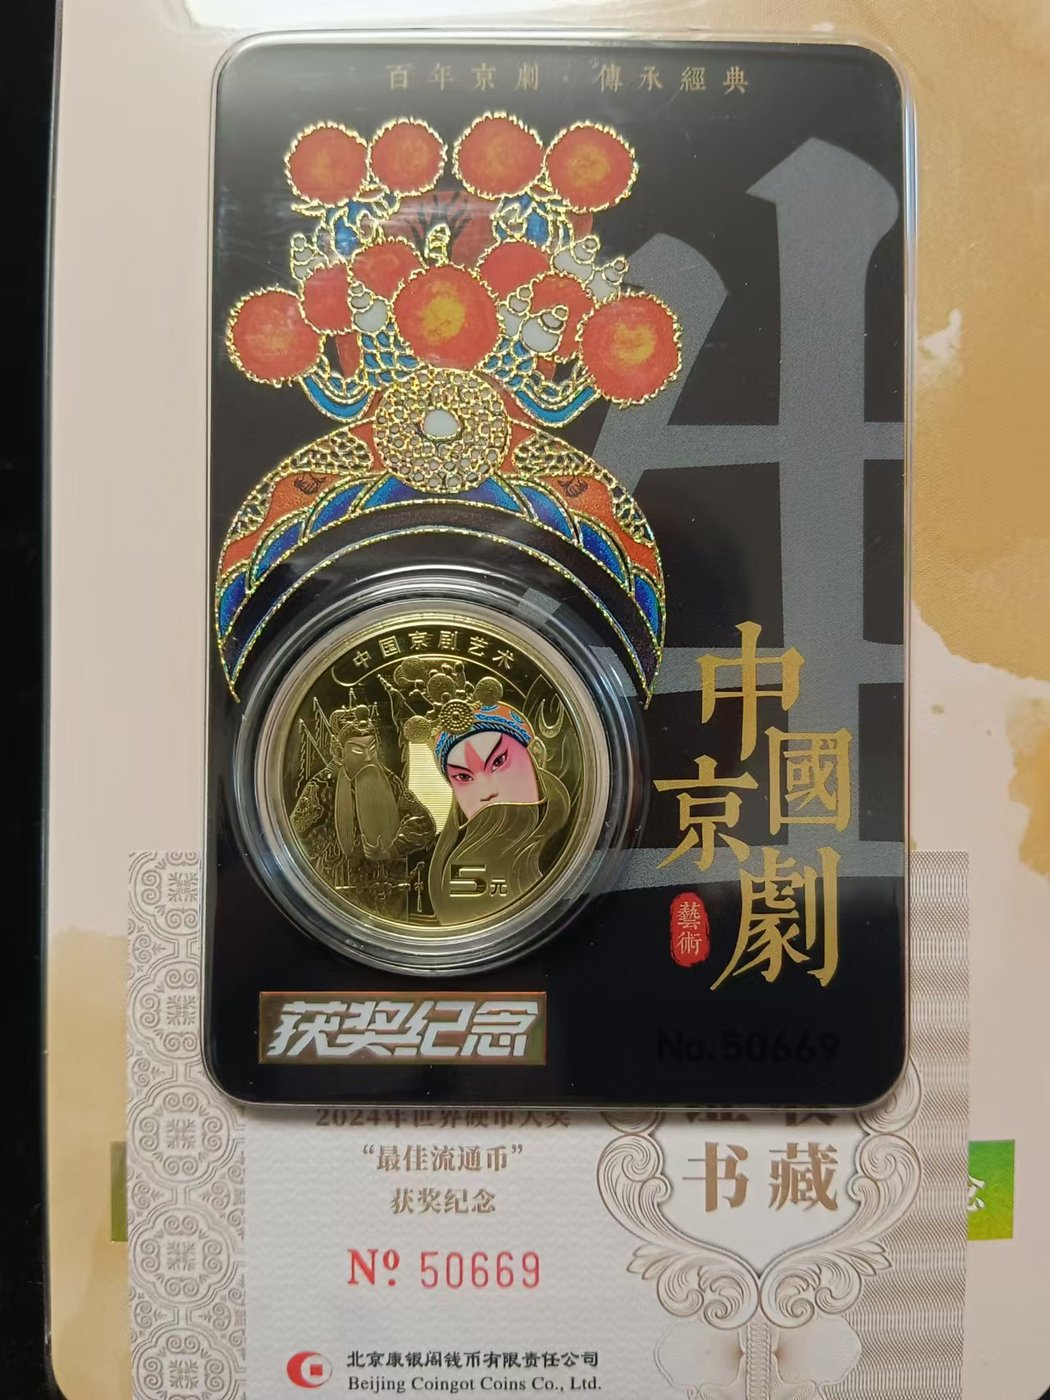 百年京劇 傳承經典
生
中國
京劇
藝術
中国京剧艺术
5元
获奖纪念
No.50669
2024年世界硬币大奖
“最佳流通币”
获奖纪念
书藏
念
Nº 50669
北京康银阁钱币有限责任公司
Beijing Coingot Coins Co., Ltd.